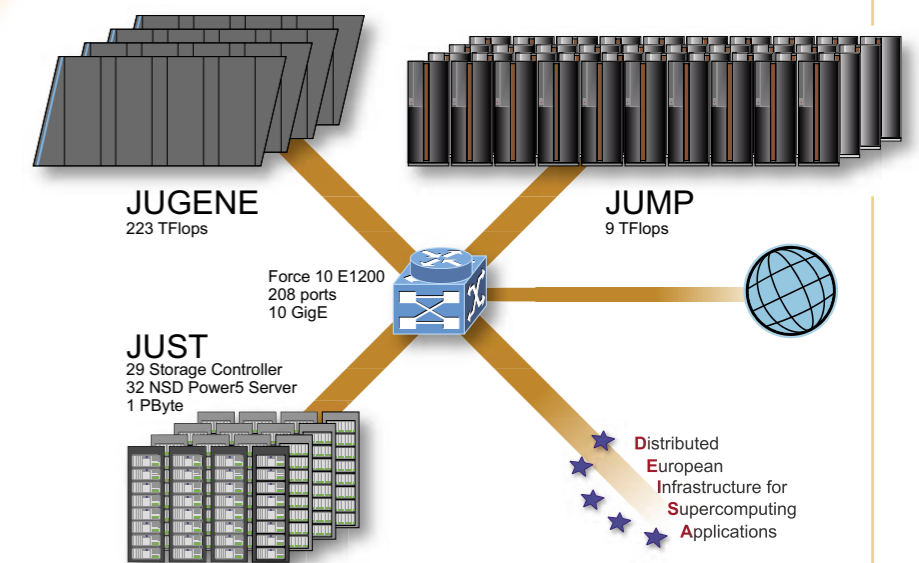 JUGENE
223 TFlops
JUMP
9 TFlops
Force 10 E1200
208 ports
10 GigE
JUST
29 Storage Controller
32 NSD Power5 Server
1 PByte
Distributed
European
Infrastructure for
Supercomputing
Applications